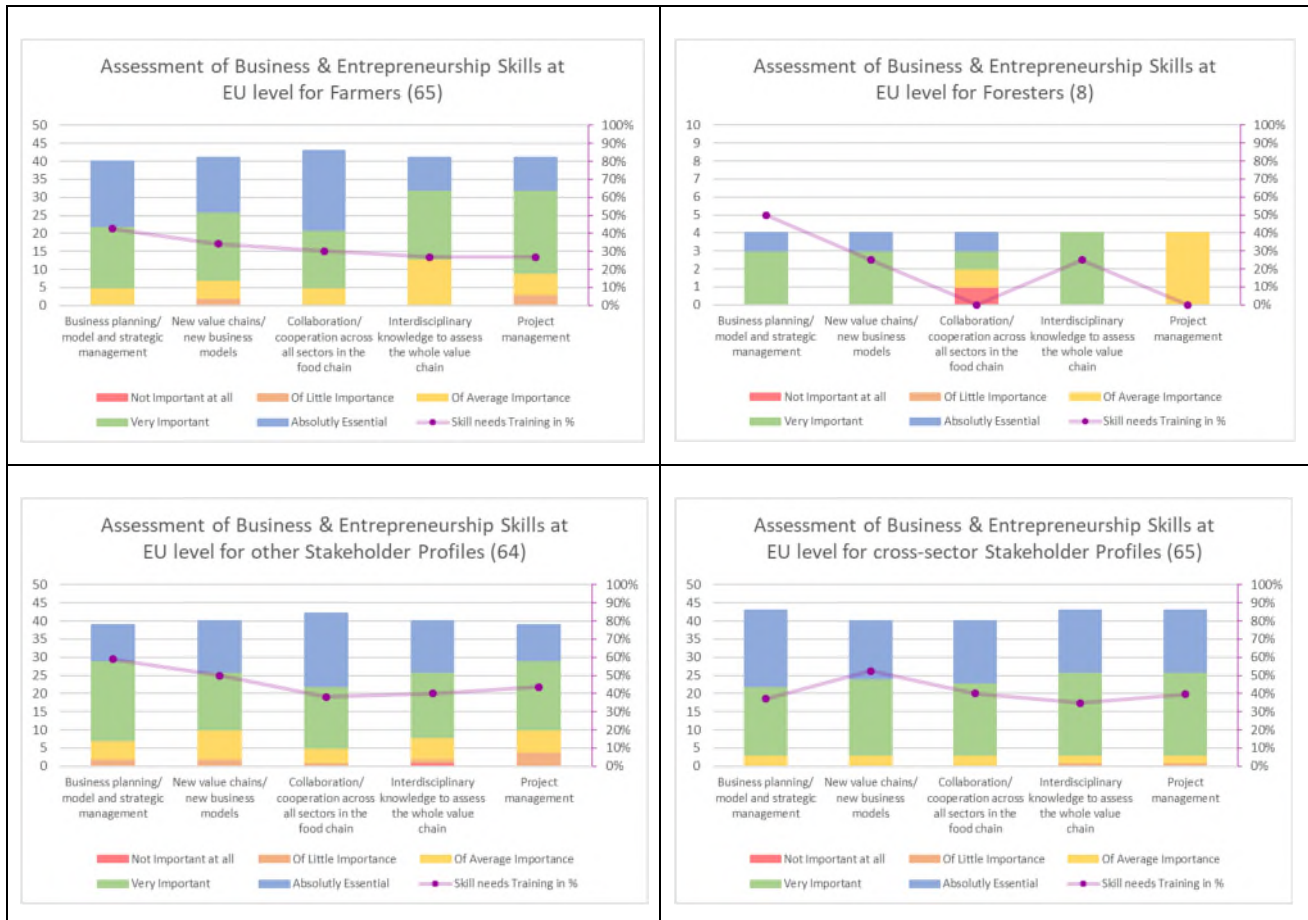 Assessment of Business & Entrepreneurship Skills at
EU level for Farmers (65)
50
45
40
35
30
25
20
15
10
5
0
100%
90%
80%
70%
60%
50%
40%
30%
20%
10%
0%
Business planning/
model and strategic
management
New value chains/
new business
models
Collaboration/
cooperation across
all sectors in the
food chain
Interdisciplinary
knowledge to assess
the whole value
chain
Project
management
Not Important at all
Of Little Importance
Of Average Importance
Very Important
Absolutly Essential
Skill needs Training in %
Assessment of Business & Entrepreneurship Skills at
EU level for Foresters (8)
10
9
8
7
6
5
4
3
2
1
0
100%
90%
80%
70%
60%
50%
40%
30%
20%
10%
0%
Business planning/
model and strategic
management
New value chains/
new business
models
Collaboration/
cooperation across
all sectors in the
food chain
Interdisciplinary
knowledge to assess
the whole value
chain
Project
management
Not Important at all
Of Little Importance
Of Average Importance
Very Important
Absolutly Essential
Skill needs Training in %
Assessment of Business & Entrepreneurship Skills at
EU level for other Stakeholder Profiles (64)
50
45
40
35
30
25
20
15
10
5
0
100%
90%
80%
70%
60%
50%
40%
30%
20%
10%
0%
Business planning/
model and strategic
management
New value chains/
new business
models
Collaboration/
cooperation across
all sectors in the
food chain
Interdisciplinary
knowledge to assess
the whole value
chain
Project
management
Not Important at all
Of Little Importance
Of Average Importance
Very Important
Absolutly Essential
Skill needs Training in %
Assessment of Business & Entrepreneurship Skills at
EU level for cross-sector Stakeholder Profiles (65)
50
45
40
35
30
25
20
15
10
5
0
100%
90%
80%
70%
60%
50%
40%
30%
20%
10%
0%
Business planning/
model and strategic
management
New value chains/
new business
models
Collaboration/
cooperation across
all sectors in the
food chain
Interdisciplinary
knowledge to assess
the whole value
chain
Project
management
Not Important at all
Of Little Importance
Of Average Importance
Very Important
Absolutly Essential
Skill needs Training in %